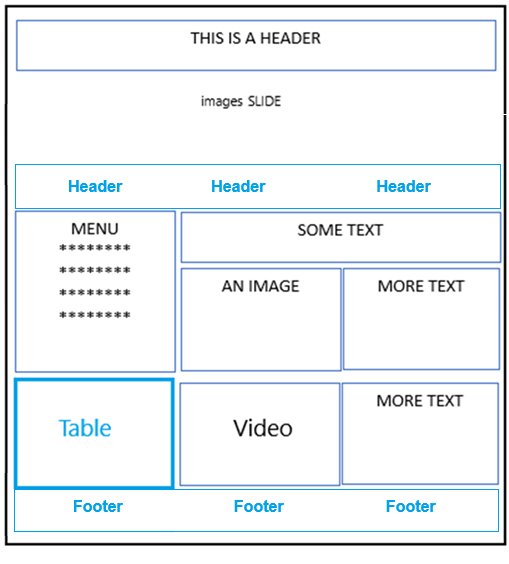 THIS IS A HEADER
images SLIDE
Header Header Header
MENU
********
********
********
********
SOME TEXT
AN IMAGE
MORE TEXT
Table
Video
MORE TEXT
Footer Footer Footer